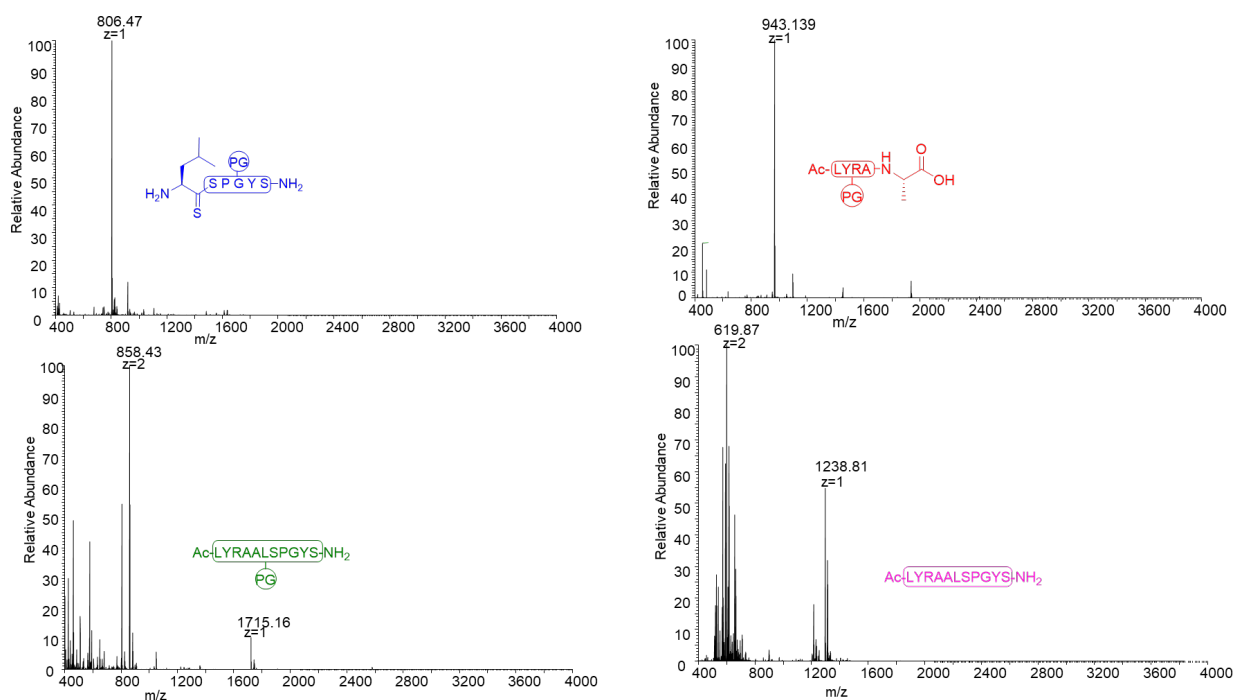 806.47
z=1
100
90
80
70
60
50
40
30
20
10
0
Relative Abundance
400 800 1200 1600 2000 2400 2800 3200 3600 4000
m/z
PG
H2N
S
S P G Y S
NH2
943.139
z=1
100
90
80
70
60
50
40
30
20
10
0
Relative Abundance
400 800 1200 1600 2000 2400 2800 3200 3600 4000
m/z
Ac-LYRA
PG
H
N
O
OH
858.43
z=2
100
90
80
70
60
50
40
30
20
10
0
Relative Abundance
400 800 1200 1600 2000 2400 2800 3200 3600 4000
m/z
Ac-LYRAALSPGYS-NH2
PG
1715.16
z=1
619.87
z=2
100
90
80
70
60
50
40
30
20
10
0
Relative Abundance
400 800 1200 1600 2000 2400 2800 3200 3600 4000
m/z
1238.81
z=1
Ac-LYRAALSPGYS-NH2